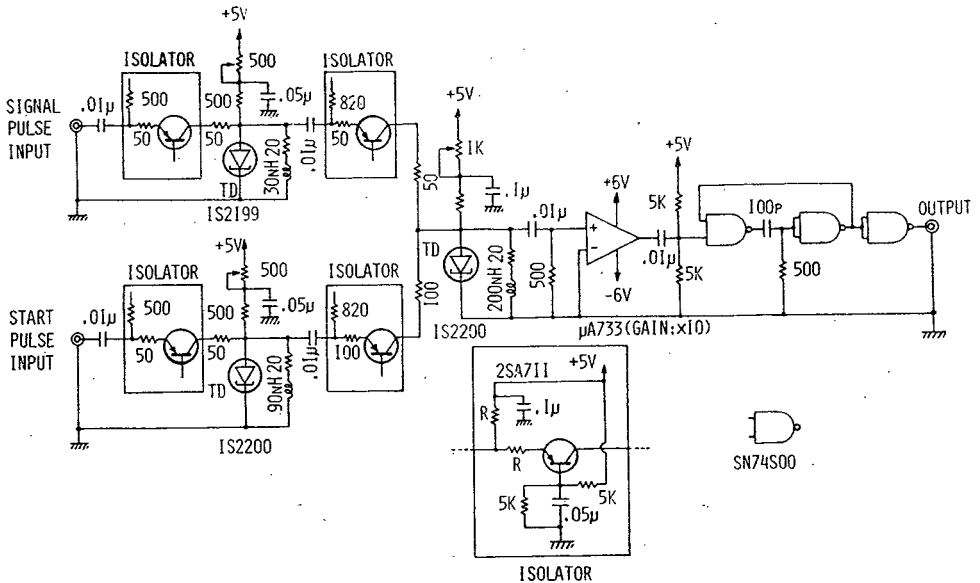 +5V
ISOLATOR
500
ISOLATOR
SIGNAL
PULSE
INPUT
.01µ
500
500
.05µ
820
50
50
50
.01µ
TD
30NH 20
IS2199
+5V
1K
50
.1µ
+5V
+6V
5K
.01µ
+
-
.01µ
5K
-6V
100P
500
OUTPUT
TD
200NH 20
500
100
IS2200
µA733(GAIN:×10)
+5V
ISOLATOR
500
ISOLATOR
START
PULSE
INPUT
.01µ
500
500
.05µ
820
50
50
100
.01µ
TD
90NH 20
IS2200
2SA711
+5V
R
.1µ
R
5K
5K
.05µ
ISOLATOR
SN74S00